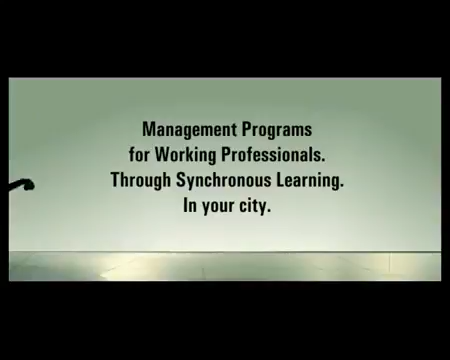 Management Programs
for Working Professionals.
Through Synchronous Learning.
In your city.